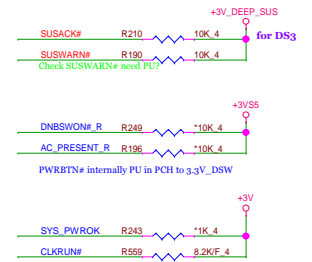 +3V_DEEP_SUS
SUSACK# R210 10K_4 for DS3
SUSWARN# R190 10K_4
Check SUSWARN# need PU?
+3VS5
DNBSWON#_R R249 *10K_4
AC_PRESENT_R R196 *10K_4
PWRBTN# internally PU in PCH to 3.3V_DSW
+3V
SYS_PWROK R243 *1K_4
CLKRUN# R559 8.2K/F_4